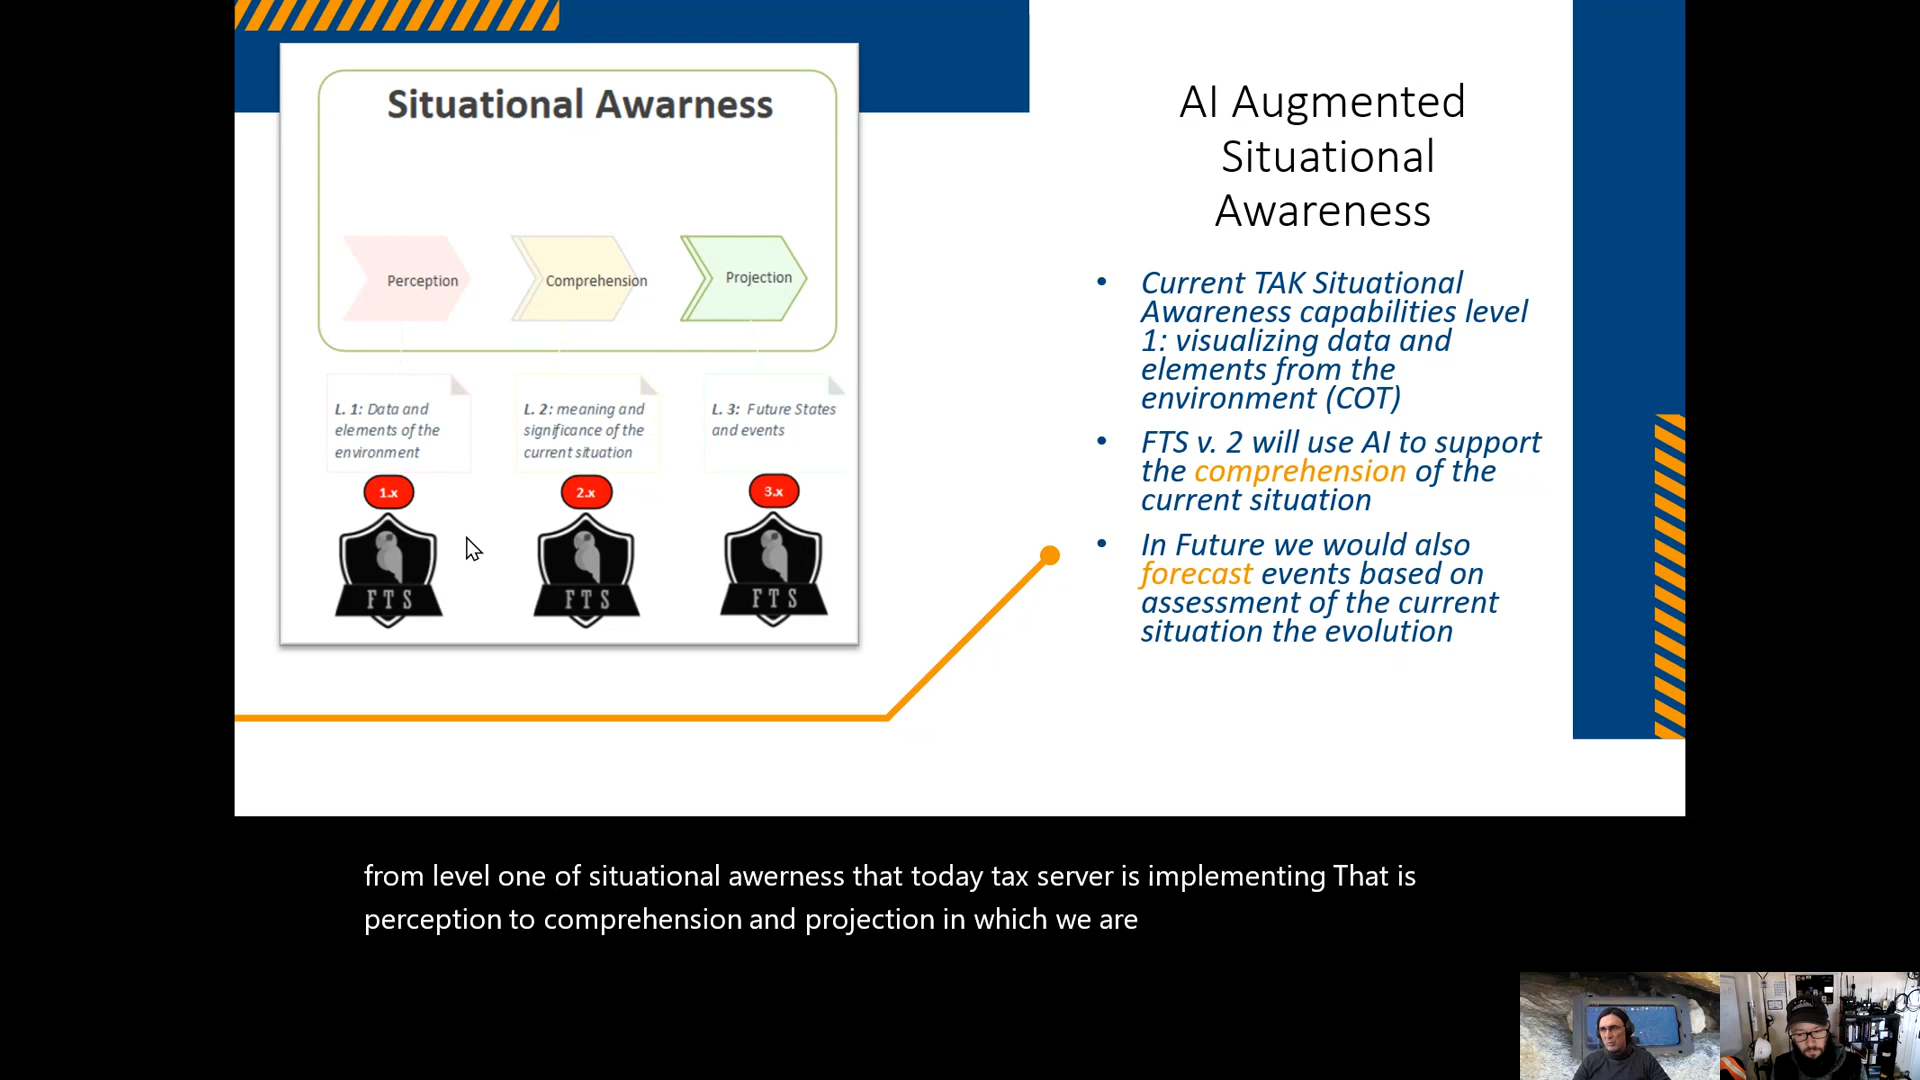 Situational Awarness
Perception
Comprehension
Projection
L. 1: Data and
elements of the
environment
L. 2: meaning and
significance of the
current situation
L. 3: Future States
and events
1.x
2.x
3.x
FTS
FTS
FTS
AI Augmented
Situational
Awareness
• Current TAK Situational
Awareness capabilities level
1: visualizing data and
elements from the
environment (COT)
• FTS v. 2 will use AI to support
the comprehension of the
current situation
• In Future we would also
forecast events based on
assessment of the current
situation the evolution
from level one of situational awerness that today tax server is implementing That is
perception to comprehension and projection in which we are